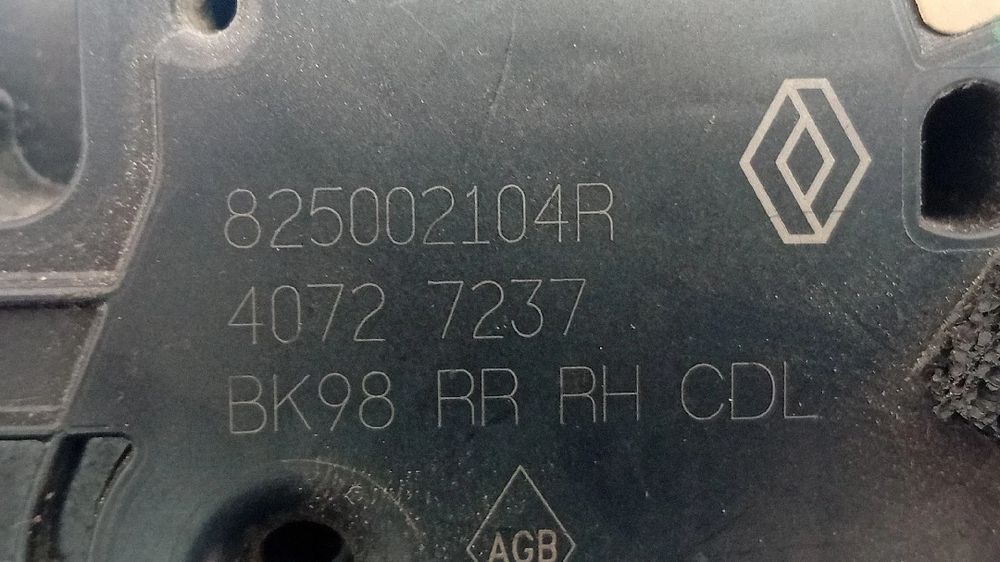 825002104R
4072 7237
BK98 RR RH CDL
AGB